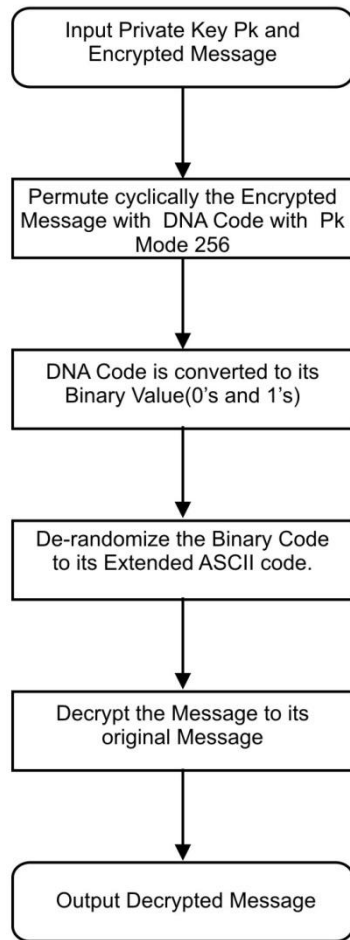 Input Private Key Pk and
Encrypted Message
Permute cyclically the Encrypted
Message with DNA Code with Pk
Mode 256
DNA Code is converted to its
Binary Value(0's and 1's)
De-randomize the Binary Code
to its Extended ASCII code.
Decrypt the Message to its
original Message
Output Decrypted Message